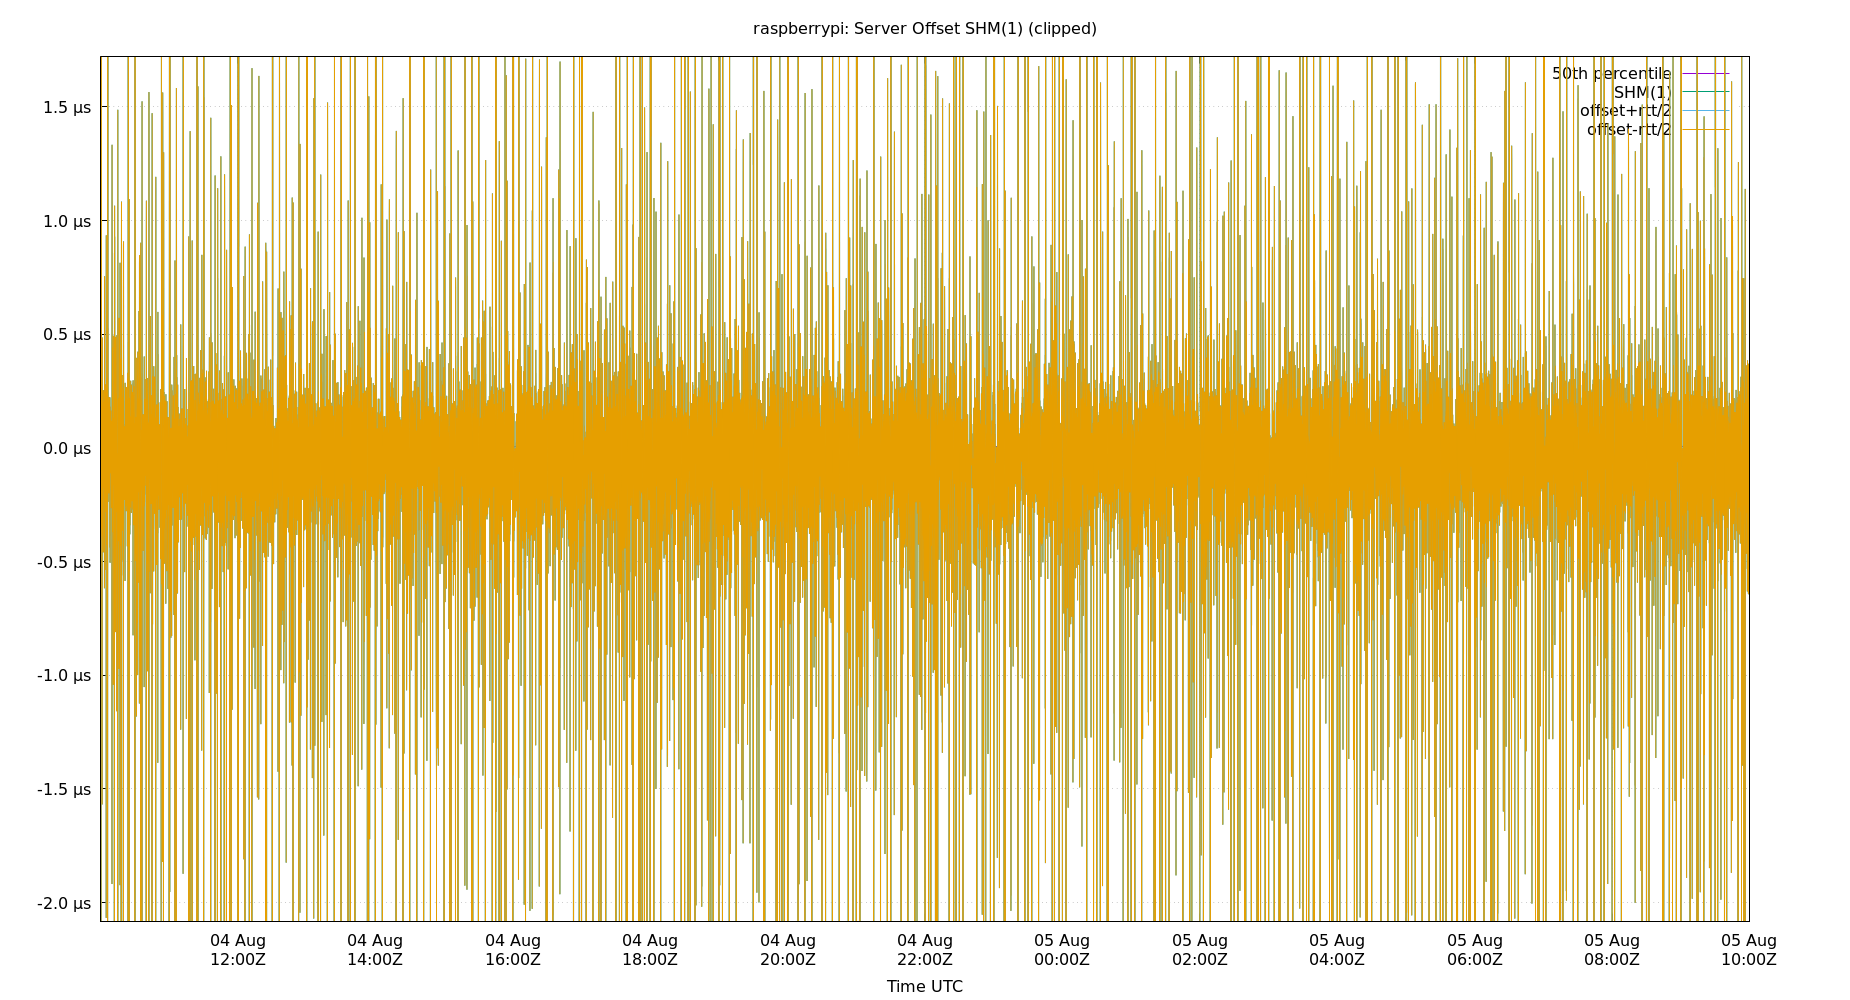 raspberrypi: Server Offset SHM(1) (clipped)
50th percentile
SHM(1)
offset+rtt/2
offset-rtt/2
1.5 µs
1.0 µs
0.5 µs
0.0 µs
-0.5 µs
-1.0 µs
-1.5 µs
-2.0 µs
04 Aug 04 Aug 04 Aug 04 Aug 04 Aug 04 Aug 05 Aug 05 Aug 05 Aug 05 Aug 05 Aug 05 Aug
12:00Z 14:00Z 16:00Z 18:00Z 20:00Z 22:00Z 00:00Z 02:00Z 04:00Z 06:00Z 08:00Z 10:00Z
Time UTC